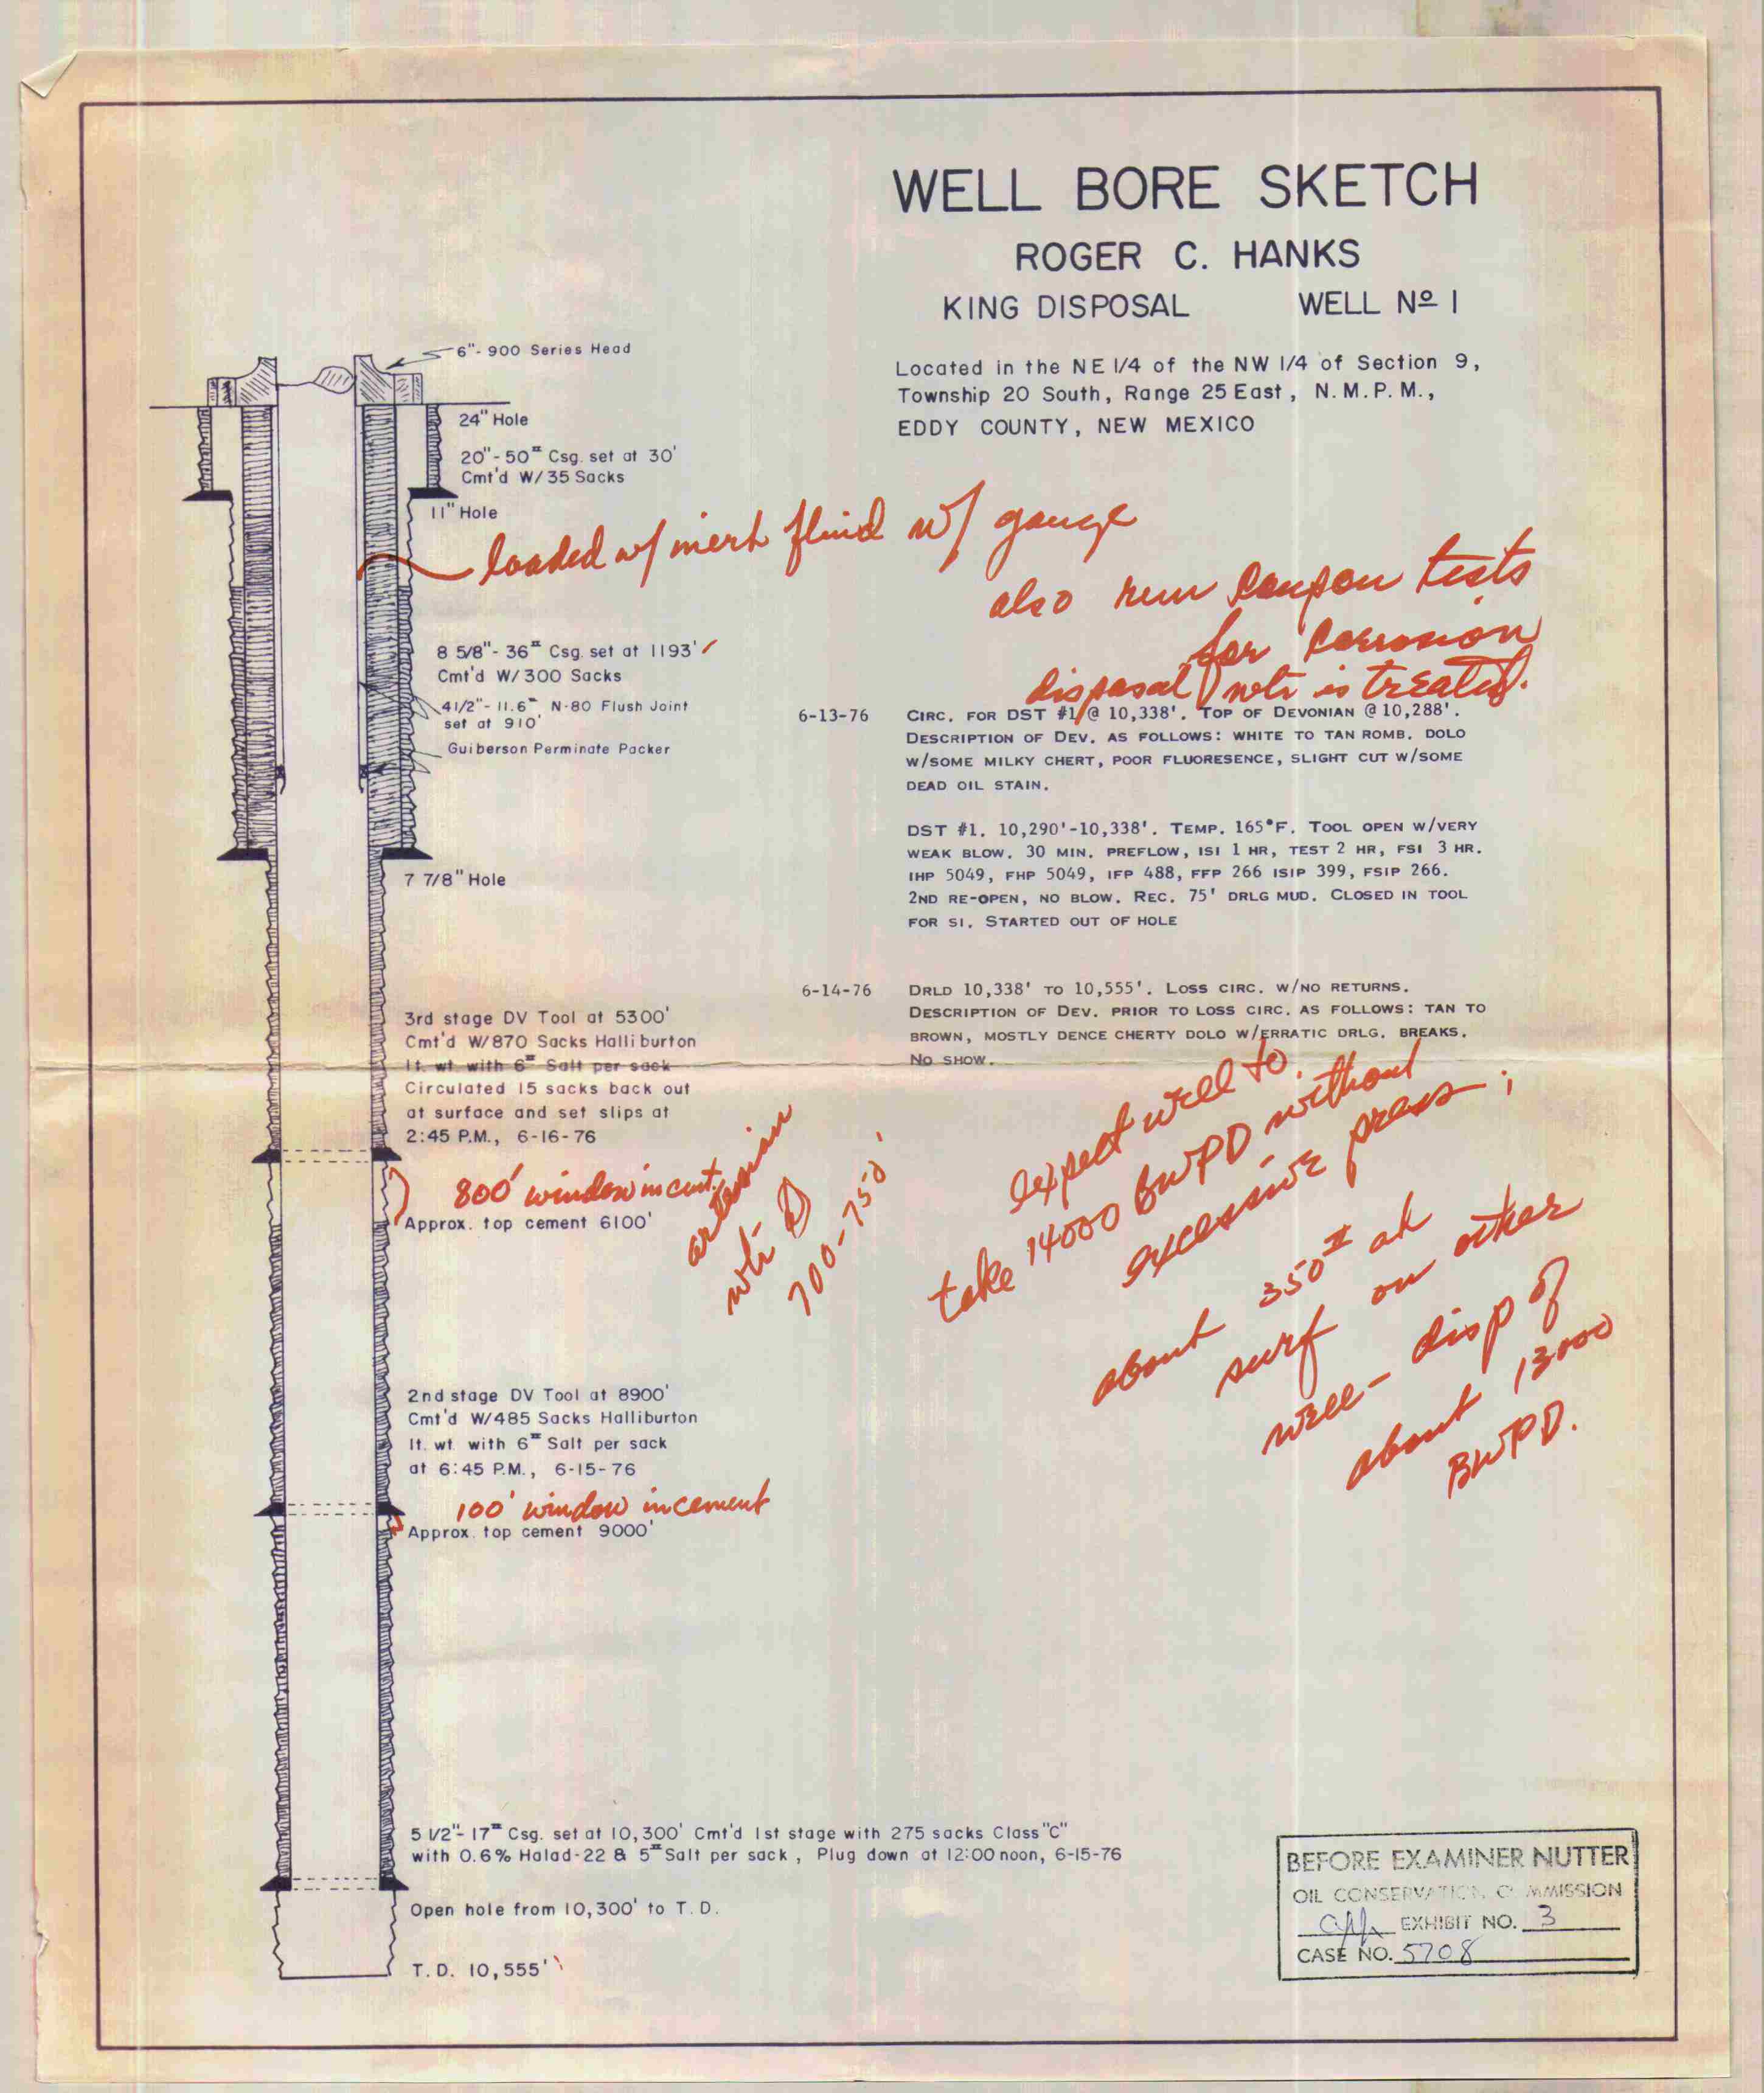 WELL BORE SKETCH
ROGER C. HANKS
KING DISPOSAL WELL Nº 1
Located in the NE 1/4 of the NW 1/4 of Section 9,
Township 20 South, Range 25 East, N.M.P.M.,
EDDY COUNTY, NEW MEXICO
6"-900 Series Head
24" Hole
20"-50# Csg. set at 30'
Cmt'd W/35 Sacks
11" Hole
loaded w/ inert fluid w/ gauge
also run coupon tests
for corrosion
disposal wtr is treated.
8 5/8"-36# Csg. set at 1193'
Cmt'd W/300 Sacks
4 1/2"-11.6# N-80 Flush Joint
set at 910'
Guiberson Perminate Packer
7 7/8" Hole
6-13-76 CIRC. FOR DST #1 @ 10,338'. TOP OF DEVONIAN @ 10,288'.
DESCRIPTION OF DEV. AS FOLLOWS: WHITE TO TAN ROMB. DOLO
W/SOME MILKY CHERT, POOR FLUORESENCE, SLIGHT CUT W/SOME
DEAD OIL STAIN.
DST #1. 10,290'-10,338'. TEMP. 165°F. TOOL OPEN W/VERY
WEAK BLOW. 30 MIN. PREFLOW, ISI 1 HR, TEST 2 HR, FSI 3 HR.
IHP 5049, FHP 5049, IFP 488, FFP 266 ISIP 399, FSIP 266.
2ND RE-OPEN, NO BLOW. REC. 75' DRLG MUD. CLOSED IN TOOL
FOR SI. STARTED OUT OF HOLE
6-14-76 DRLD 10,338' TO 10,555'. LOSS CIRC. W/NO RETURNS.
DESCRIPTION OF DEV. PRIOR TO LOSS CIRC. AS FOLLOWS: TAN TO
BROWN, MOSTLY DENCE CHERTY DOLO W/ERRATIC DRLG. BREAKS.
NO SHOW.
3rd stage DV Tool at 5300'
Cmt'd W/870 Sacks Halliburton
lt. wt. with 6# Salt per sack
Circulated 15 sacks back out
at surface and set slips at
2:45 P.M., 6-16-76
800' window in cmt.
Approx. top cement 6100'
artesian
wtr @
700-750'
expect well to
take 14000 BWPD without
excessive press;
about 350# at
surf on other
well - disp of
about 13000
BWPD.
2nd stage DV Tool at 8900'
Cmt'd W/485 Sacks Halliburton
lt. wt. with 6# Salt per sack
at 6:45 P.M., 6-15-76
100' window in cement
Approx. top cement 9000'
5 1/2"-17# Csg. set at 10,300' Cmt'd 1st stage with 275 sacks Class "C"
with 0.6% Halad-22 & 5# Salt per sack, Plug down at 12:00 noon, 6-15-76
Open hole from 10,300' to T.D.
T.D. 10,555'
BEFORE EXAMINER NUTTER
OIL CONSERVATION COMMISSION
EXHIBIT NO. 3
CASE NO. 5708